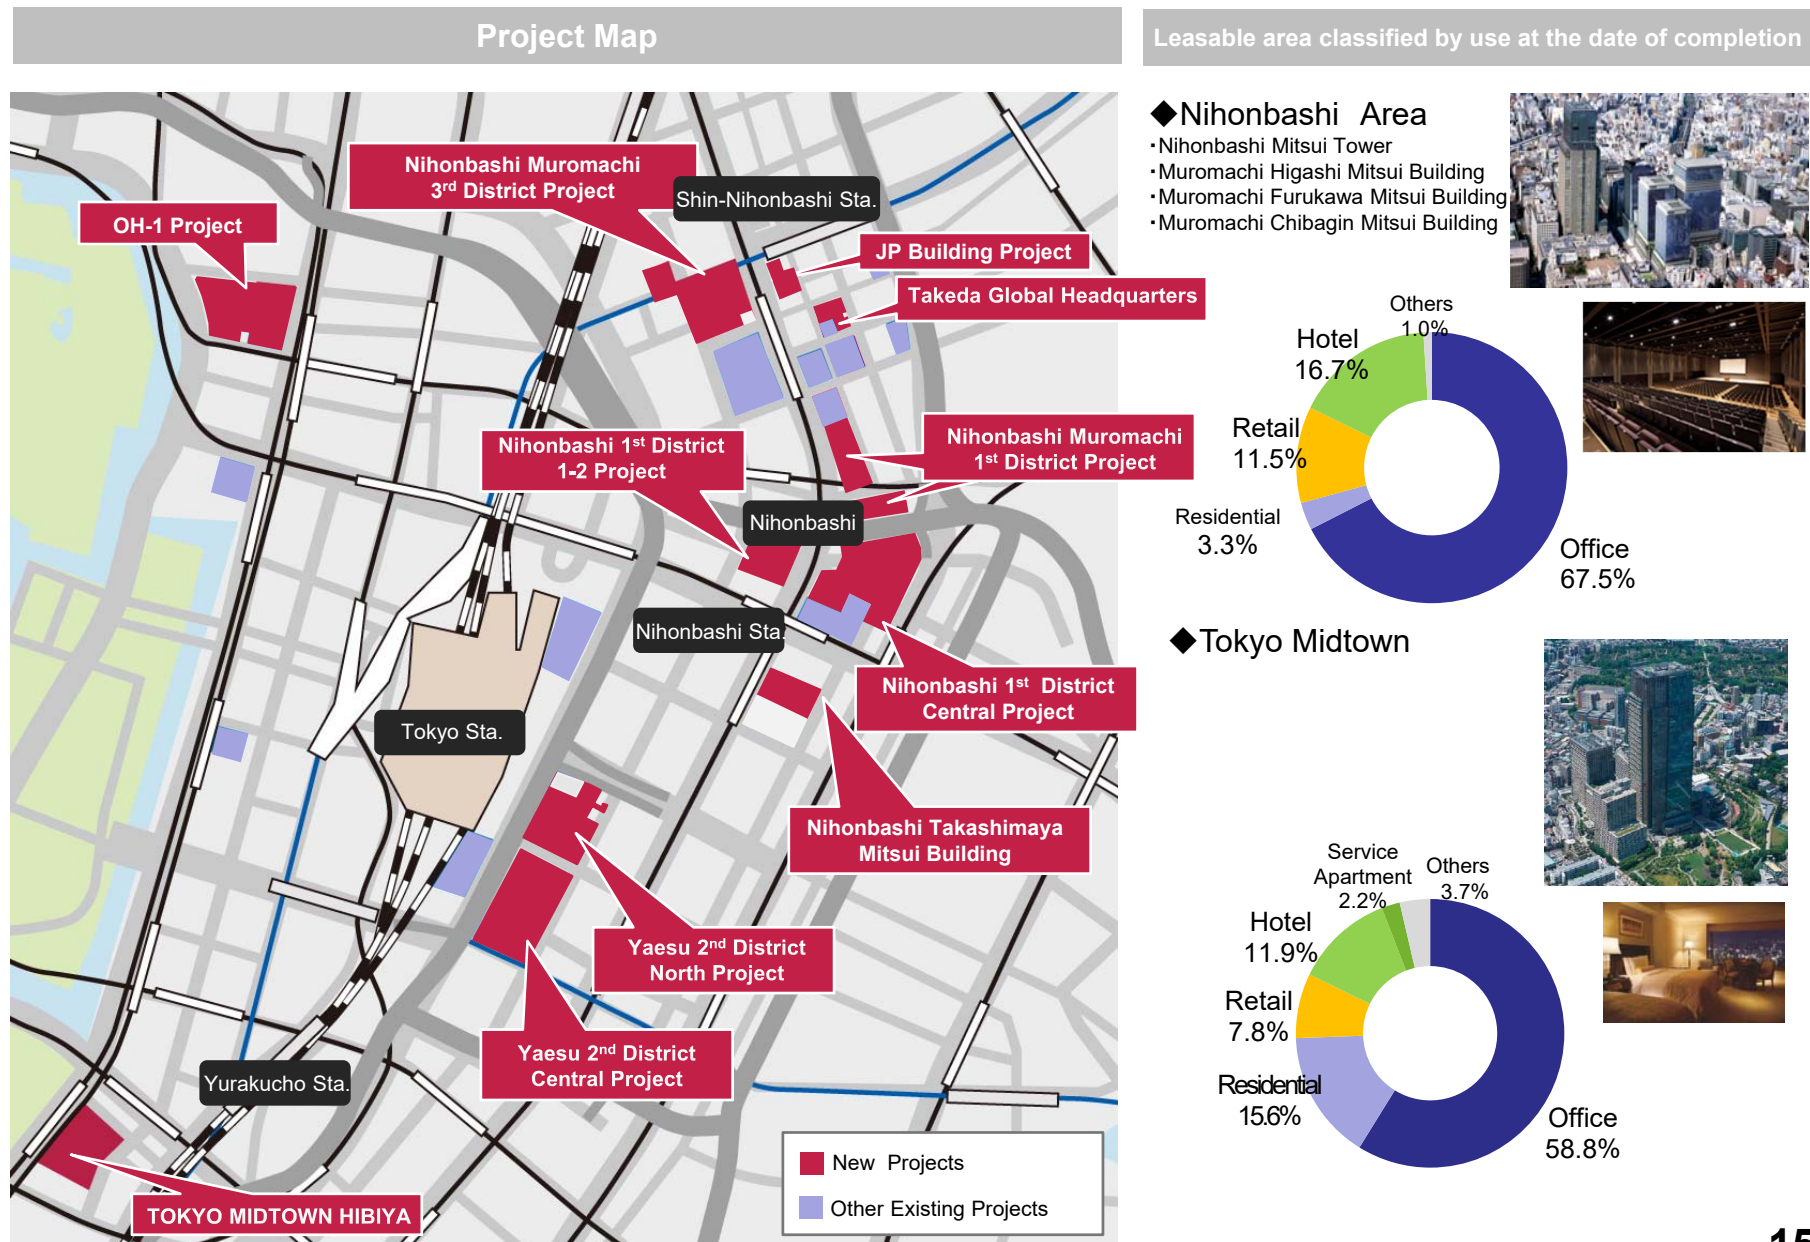 Project Map
Leasable area classified by use at the date of completion
Nihonbashi Muromachi
3rd District Project
Shin-Nihonbashi Sta.
OH-1 Project
JP Building Project
Takeda Global Headquarters
Nihonbashi 1st District
1-2 Project
Nihonbashi Muromachi
1st District Project
Nihonbashi
Nihonbashi Sta.
Nihonbashi 1st District
Central Project
Tokyo Sta.
Nihonbashi Takashimaya
Mitsui Building
Yaesu 2nd District
North Project
Yaesu 2nd District
Central Project
Yurakucho Sta.
TOKYO MIDTOWN HIBIYA
New Projects
Other Existing Projects
◆Nihonbashi Area
・Nihonbashi Mitsui Tower
・Muromachi Higashi Mitsui Building
・Muromachi Furukawa Mitsui Building
・Muromachi Chibagin Mitsui Building
Others
1.0%
Hotel
16.7%
Retail
11.5%
Residential
3.3%
Office
67.5%
◆Tokyo Midtown
Service
Apartment
2.2%
Others
3.7%
Hotel
11.9%
Retail
7.8%
Residential
15.6%
Office
58.8%
15